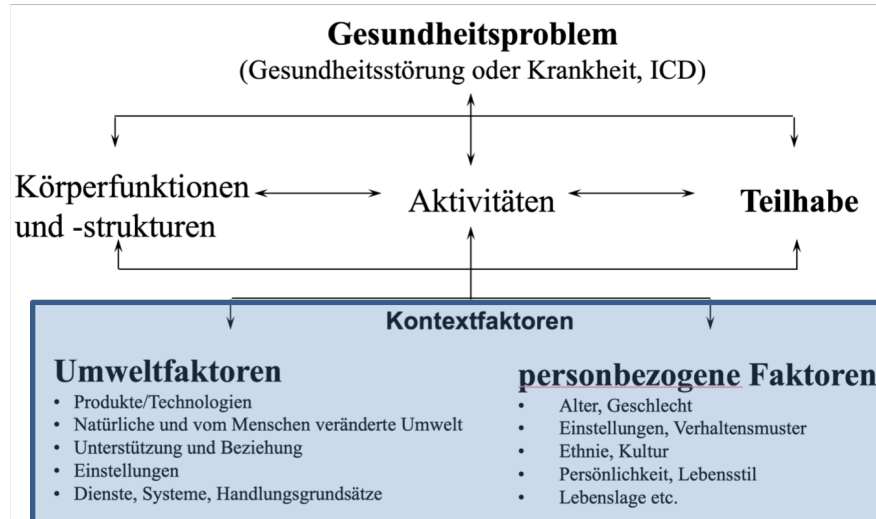 Gesundheitsproblem
(Gesundheitsstörung oder Krankheit, ICD)
Körperfunktionen
und -strukturen
Aktivitäten
Teilhabe
Kontextfaktoren
Umweltfaktoren
• Produkte/Technologien
• Natürliche und vom Menschen veränderte Umwelt
• Unterstützung und Beziehung
• Einstellungen
• Dienste, Systeme, Handlungsgrundsätze
personbezogene Faktoren
• Alter, Geschlecht
• Einstellungen, Verhaltensmuster
• Ethnie, Kultur
• Persönlichkeit, Lebensstil
• Lebenslage etc.